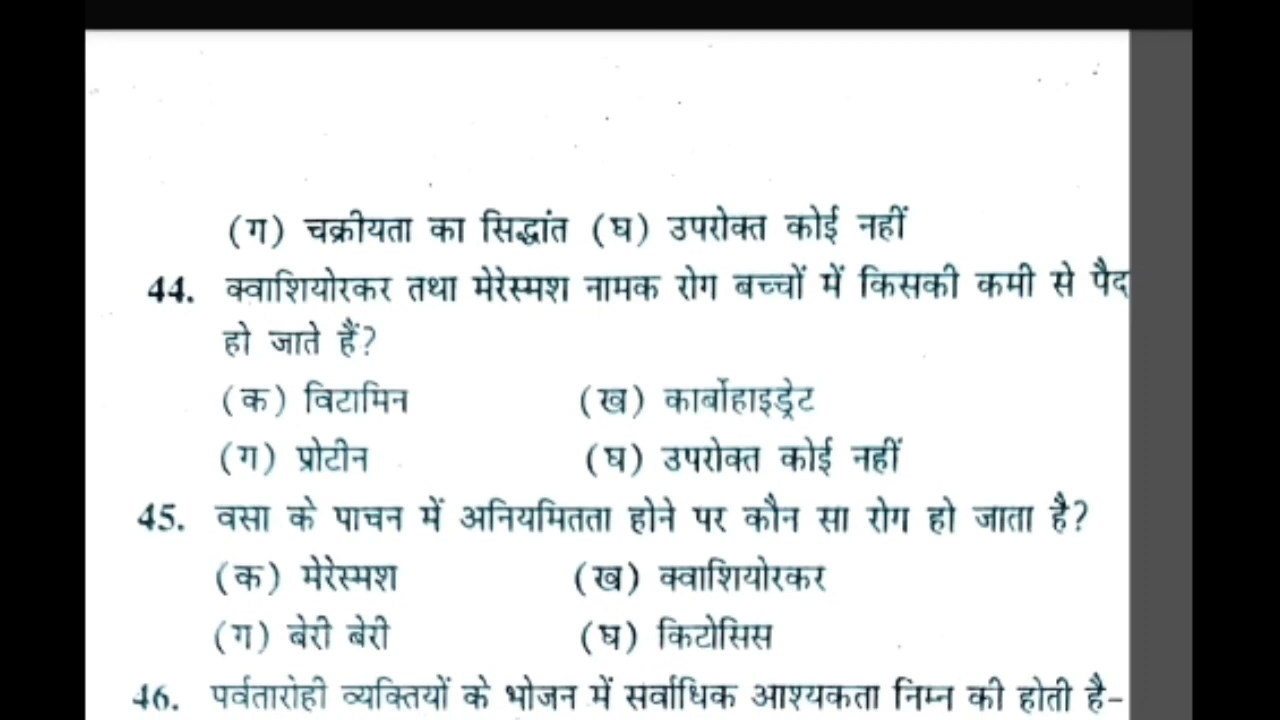 (ग) चक्रीयता का सिद्धांत (घ) उपरोक्त कोई नहीं
44. क्वाशियोरकर तथा मेरेस्मश नामक रोग बच्चों में किसकी कमी से पैद
हो जाते हैं?
(क) विटामिन (ख) कार्बोहाइड्रेट
(ग) प्रोटीन (घ) उपरोक्त कोई नहीं
45. वसा के पाचन में अनियमितता होने पर कौन सा रोग हो जाता है?
(क) मेरेस्मश (ख) क्वाशियोरकर
(ग) बेरी बेरी (घ) किटोसिस
46. पर्वतारोही व्यक्तियों के भोजन में सर्वाधिक आश्यकता निम्न की होती है-